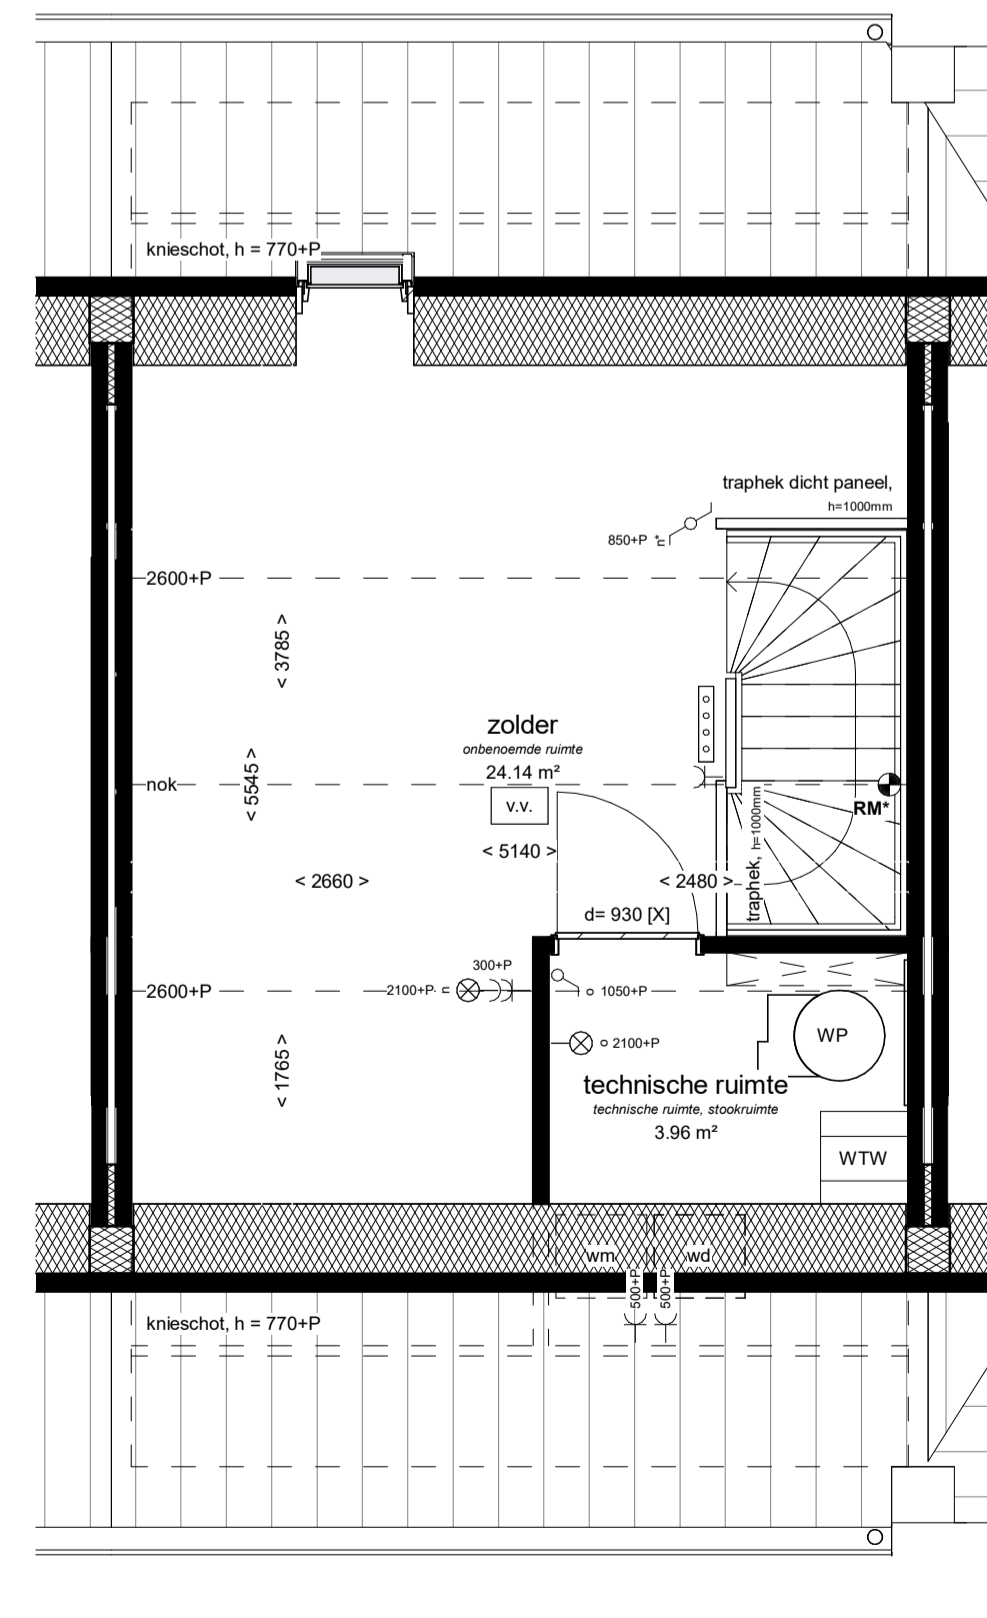 knieschot, h = 770+P
traphek dicht paneel,
h=1000mm
850+P
n*
2600+P
< 3785 >
zolder
onbenoemde ruimte
24.14 m²
nok
< 5545 >
v.v.
RM*
traphek, h=1000mm
< 5140 >
< 2660 >
< 2480 >
d= 930 [X]
300+P
2600+P
2100+P
n
1050+P
WP
2100+P
< 1765 >
technische ruimte
technische ruimte, stookruimte
3.96 m²
WTW
wm
wd
500+P
500+P
knieschot, h = 770+P